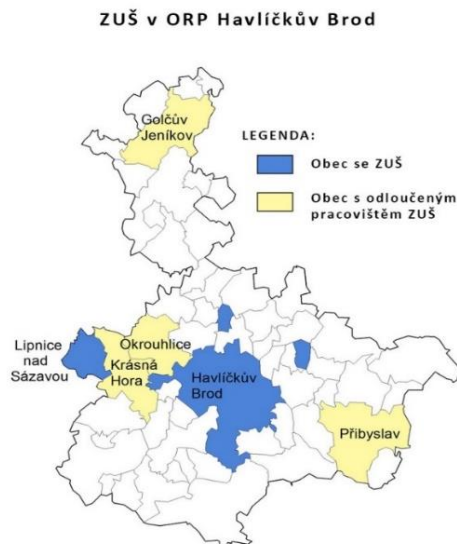 ZUŠ v ORP Havlíčkův Brod
Golčův
Jeníkov
LEGENDA:
Obec se ZUŠ
Obec s odloučeným
pracovištěm ZUŠ
Lipnice
nad
Sázavou
Okrouhlice
Krásná
Hora
Havlíčkův
Brod
Přibyslav